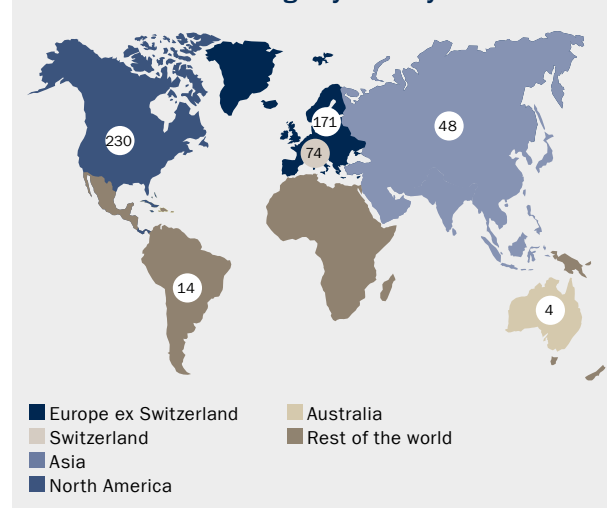 230
171
74
48
14
4
Europe ex Switzerland
Switzerland
Asia
North America
Australia
Rest of the world